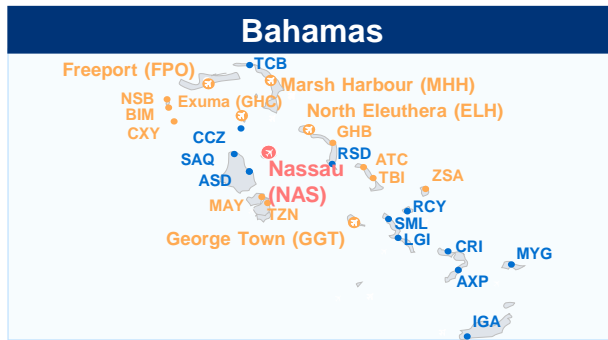 Bahamas
TCB
Freeport (FPO)
Marsh Harbour (MHH)
NSB
Exuma (GHC)
BIM
North Eleuthera (ELH)
CXY
CCZ
GHB
SAQ
RSD
Nassau
(NAS)
ATC
ASD
TBI
ZSA
MAY
TZN
RCY
SML
George Town (GGT)
LGI
CRI
MYG
AXP
IGA